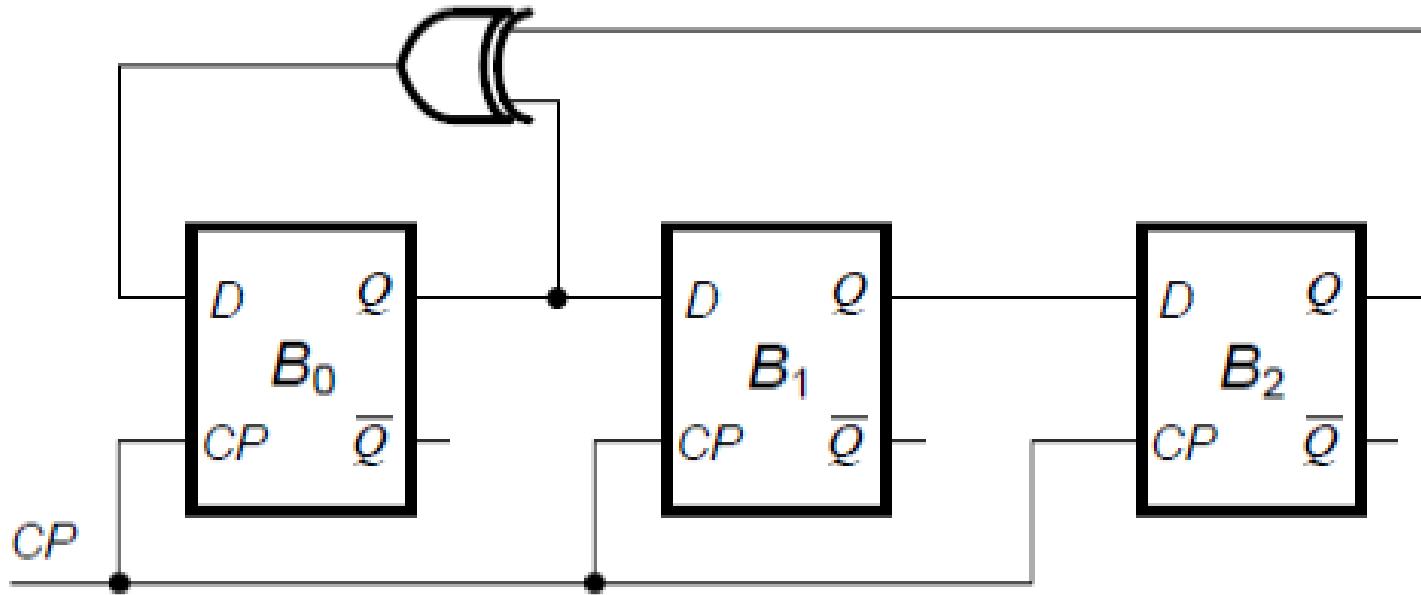 D Q D Q D Q
B₀ B₁ B₂
CP Q̅ CP Q̅ CP Q̅
CP